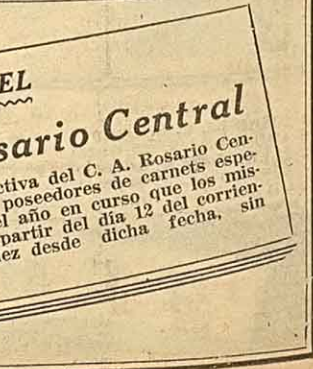 EL
sario Central
ctiva del C. A. Rosario Cen-
poseedores de carnets espe-
el año en curso que los mis-
partir del día 12 del corrien-
ez desde dicha fecha, sin